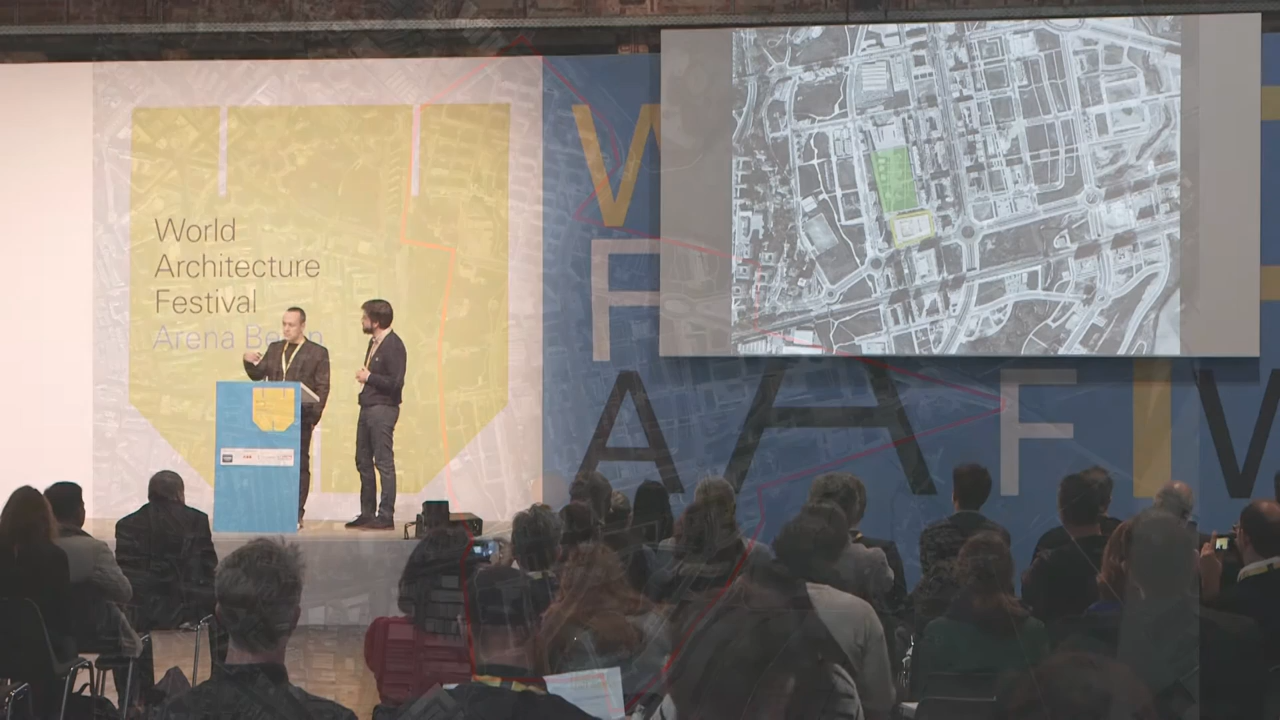 World
Architecture
Festival
Arena Berlin
W
F
A A F W